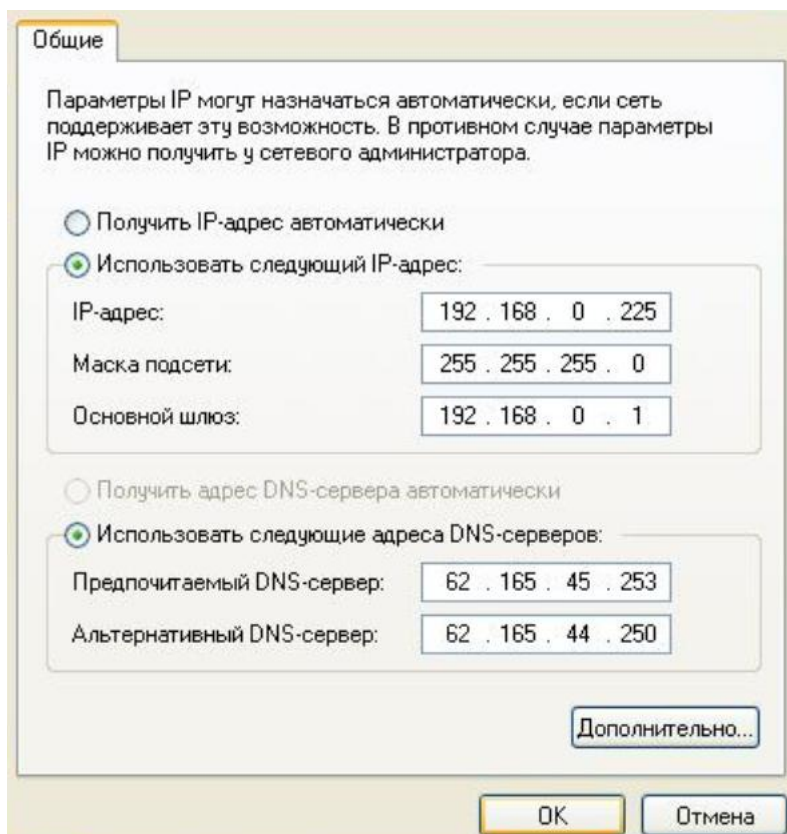 Общие
Параметры IP могут назначаться автоматически, если сеть
поддерживает эту возможность. В противном случае параметры
IP можно получить у сетевого администратора.
Получить IP-адрес автоматически
Использовать следующий IP-адрес:
IP-адрес: 192 . 168 . 0 . 225
Маска подсети: 255 . 255 . 255 . 0
Основной шлюз: 192 . 168 . 0 . 1
Получить адрес DNS-сервера автоматически
Использовать следующие адреса DNS-серверов:
Предпочитаемый DNS-сервер: 62 . 165 . 45 . 253
Альтернативный DNS-сервер: 62 . 165 . 44 . 250
Дополнительно...
OK Отмена